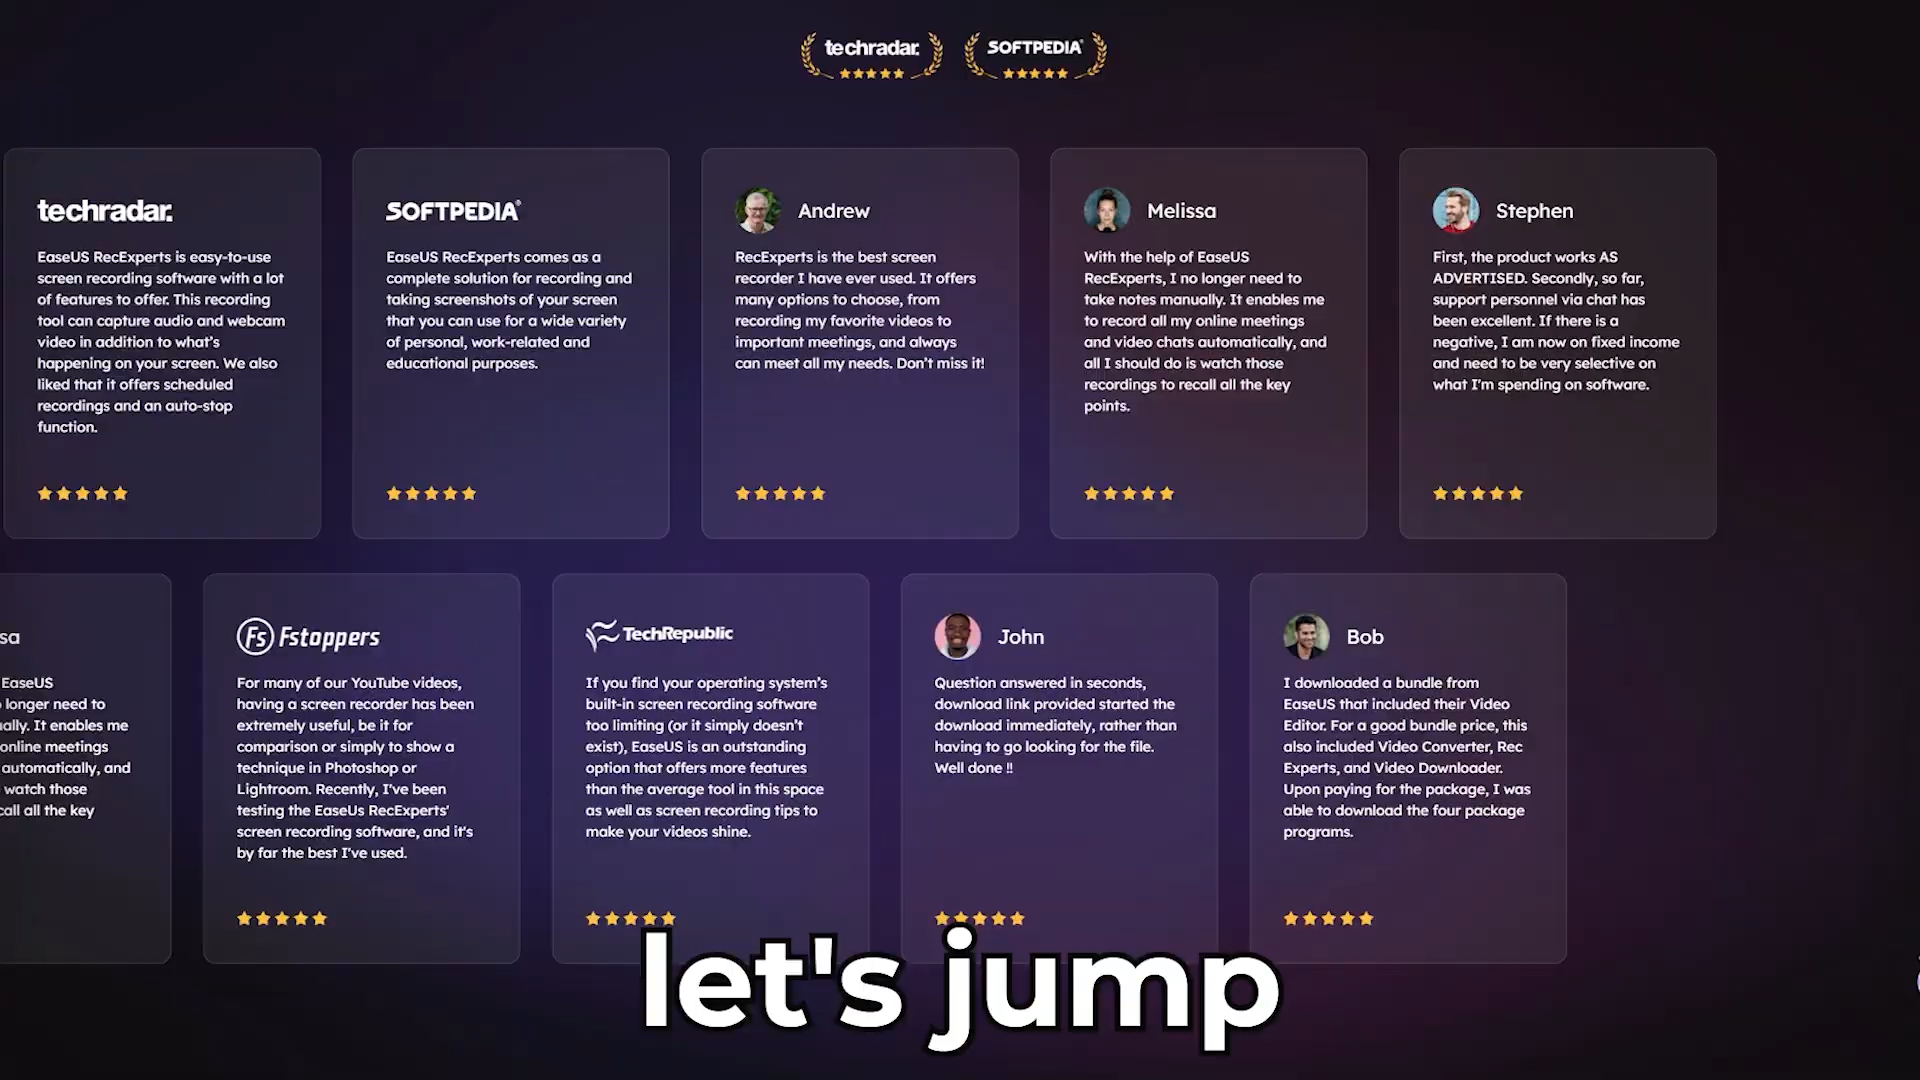 techradar.
SOFTPEDIA®
techradar.
EaseUS RecExperts is easy-to-use
screen recording software with a lot
of features to offer. This recording
tool can capture audio and webcam
video in addition to what's
happening on your screen. We also
liked that it offers scheduled
recordings and an auto-stop
function.
SOFTPEDIA®
EaseUS RecExperts comes as a
complete solution for recording and
taking screenshots of your screen
that you can use for a wide variety
of personal, work-related and
educational purposes.
Andrew
RecExperts is the best screen
recorder I have ever used. It offers
many options to choose, from
recording my favorite videos to
important meetings, and always
can meet all my needs. Don't miss it!
Melissa
With the help of EaseUS
RecExperts, I no longer need to
take notes manually. It enables me
to record all my online meetings
and video chats automatically, and
all I should do is watch those
recordings to recall all the key
points.
Stephen
First, the product works AS
ADVERTISED. Secondly, so far,
support personnel via chat has
been excellent. If there is a
negative, I am now on fixed income
and need to be very selective on
what I'm spending on software.
sa
EaseUS
longer need to
ally. It enables me
online meetings
automatically, and
watch those
call all the key
Fs Fstoppers
For many of our YouTube videos,
having a screen recorder has been
extremely useful, be it for
comparison or simply to show a
technique in Photoshop or
Lightroom. Recently, I've been
testing the EaseUs RecExperts'
screen recording software, and it's
by far the best I've used.
TechRepublic
If you find your operating system's
built-in screen recording software
too limiting (or it simply doesn't
exist), EaseUS is an outstanding
option that offers more features
than the average tool in this space
as well as screen recording tips to
make your videos shine.
John
Question answered in seconds,
download link provided started the
download immediately, rather than
having to go looking for the file.
Well done !!
Bob
I downloaded a bundle from
EaseUS that included their Video
Editor. For a good bundle price, this
also included Video Converter, Rec
Experts, and Video Downloader.
Upon paying for the package, I was
able to download the four package
programs.
let's jump